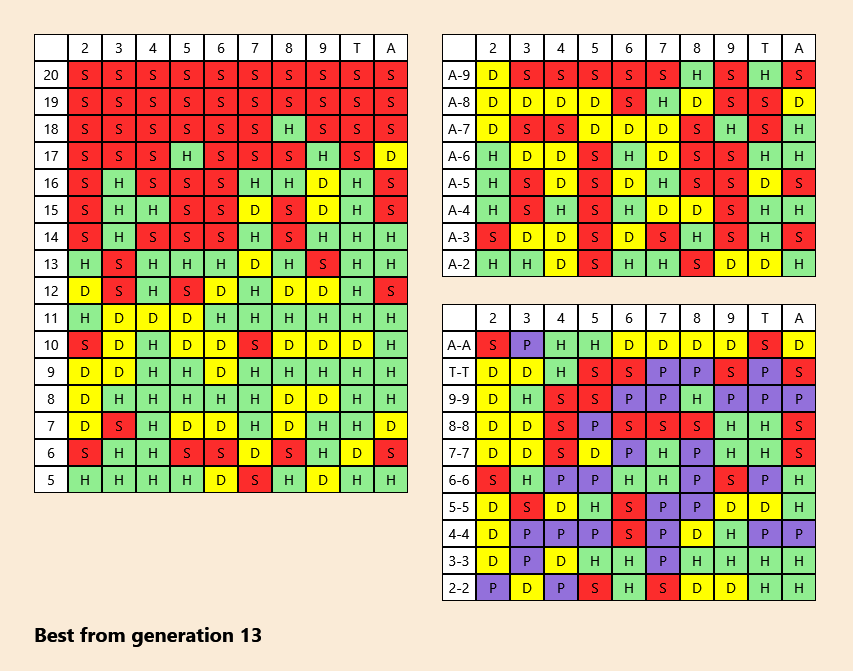 2 3 4 5 6 7 8 9 T A
20 S S S S S S S S S S
19 S S S S S S S S S S
18 S S S S S S H S S S
17 S S S H S S S H S D
16 S H S S S H H D H S
15 S H H S S D S D H S
14 S H S S S H S H H H
13 H S H H H D H S H H
12 D S H S D H D D H S
11 H D D D H H H H H H
10 S D H D D S D D D H
9 D D H H D H H H H H
8 D H H H H H D D H H
7 D S H D D H D H H D
6 S H H S S D S H D S
5 H H H H D S H D H H
2 3 4 5 6 7 8 9 T A
A-9 D S S S S S H S H S
A-8 D D D D S H D S S D
A-7 D S S D D D S H S H
A-6 H D D S H D S S H H
A-5 H S D S D H S S D S
A-4 H S H S H D D S H H
A-3 S D D S D S H S H S
A-2 H H D S H H S D D H
2 3 4 5 6 7 8 9 T A
A-A S P H H D D D D S D
T-T D D H S S P P S P S
9-9 D H S S P P H P P P
8-8 D D S P S S S H H S
7-7 D D S D P H P H H S
6-6 S H P P H H P S P H
5-5 D S D H S P P D D H
4-4 D P P P S P D H P P
3-3 D P D H H P H H H H
2-2 P D P S H S D D H H
Best from generation 13